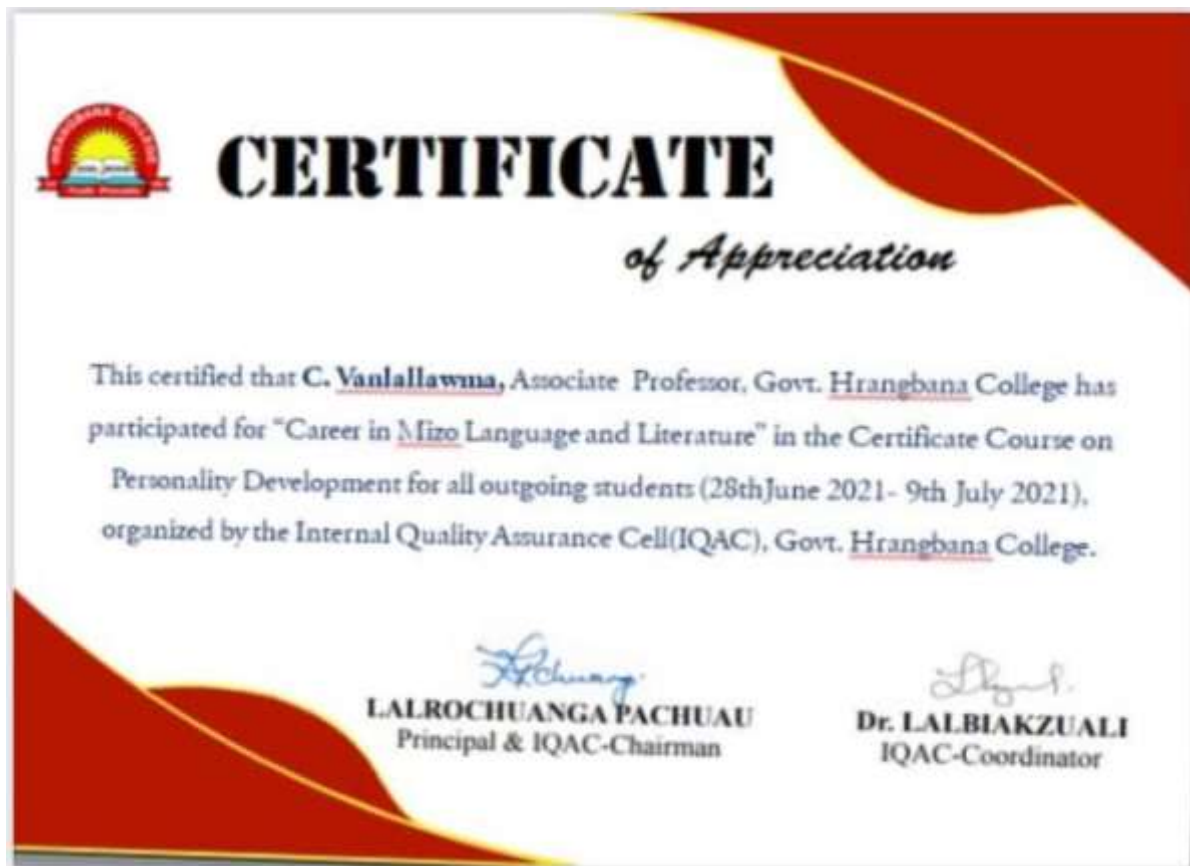 HRANGBANA COLLEGE
CERTIFICATE
of Appreciation
This certified that C. Vanlallawma, Associate Professor, Govt. Hrangbana College has
participated for "Career in Mizo Language and Literature" in the Certificate Course on
Personality Development for all outgoing students (28thJune 2021- 9th July 2021),
organized by the Internal Quality Assurance Cell(IQAC), Govt. Hrangbana College.
LALROCHUANGA PACHUAU
Principal & IQAC-Chairman
Dr. LALBIAKZUALI
IQAC-Coordinator